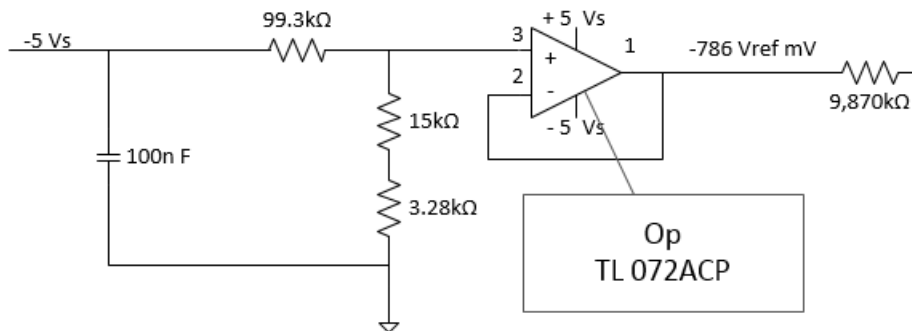 -5 Vs
99.3kΩ
+ 5 Vs
3
1
-786 Vref mV
+
2
-
9,870kΩ
- 5 Vs
15kΩ
100n F
3.28kΩ
Op
TL 072ACP